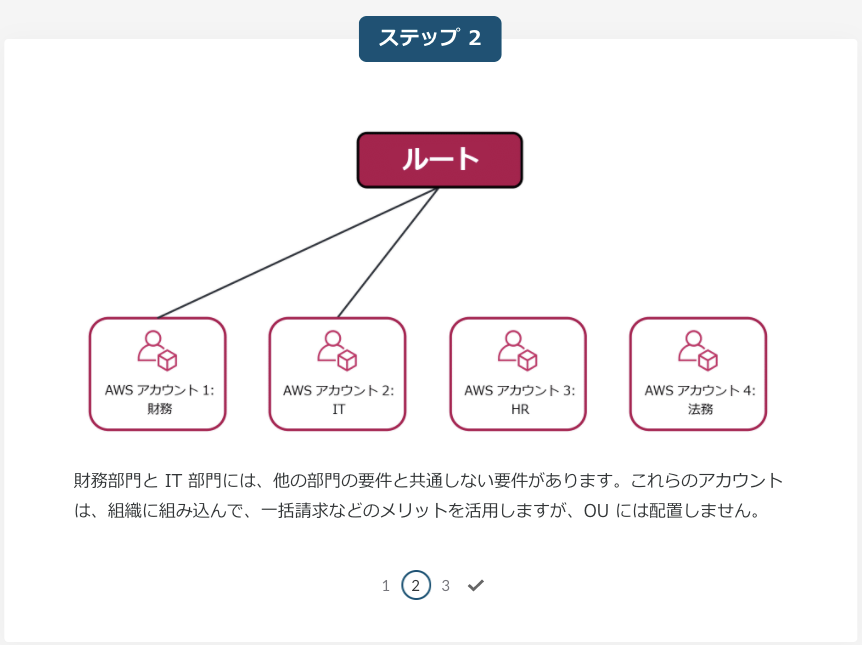 ステップ 2
ルート
AWS アカウント 1:
財務
AWS アカウント 2:
IT
AWS アカウント 3:
HR
AWS アカウント 4:
法務
財務部門と IT 部門には、他の部門の要件と共通しない要件があります。これらのアカウント
は、組織に組み込んで、一括請求などのメリットを活用しますが、OU には配置しません。
1 2 3